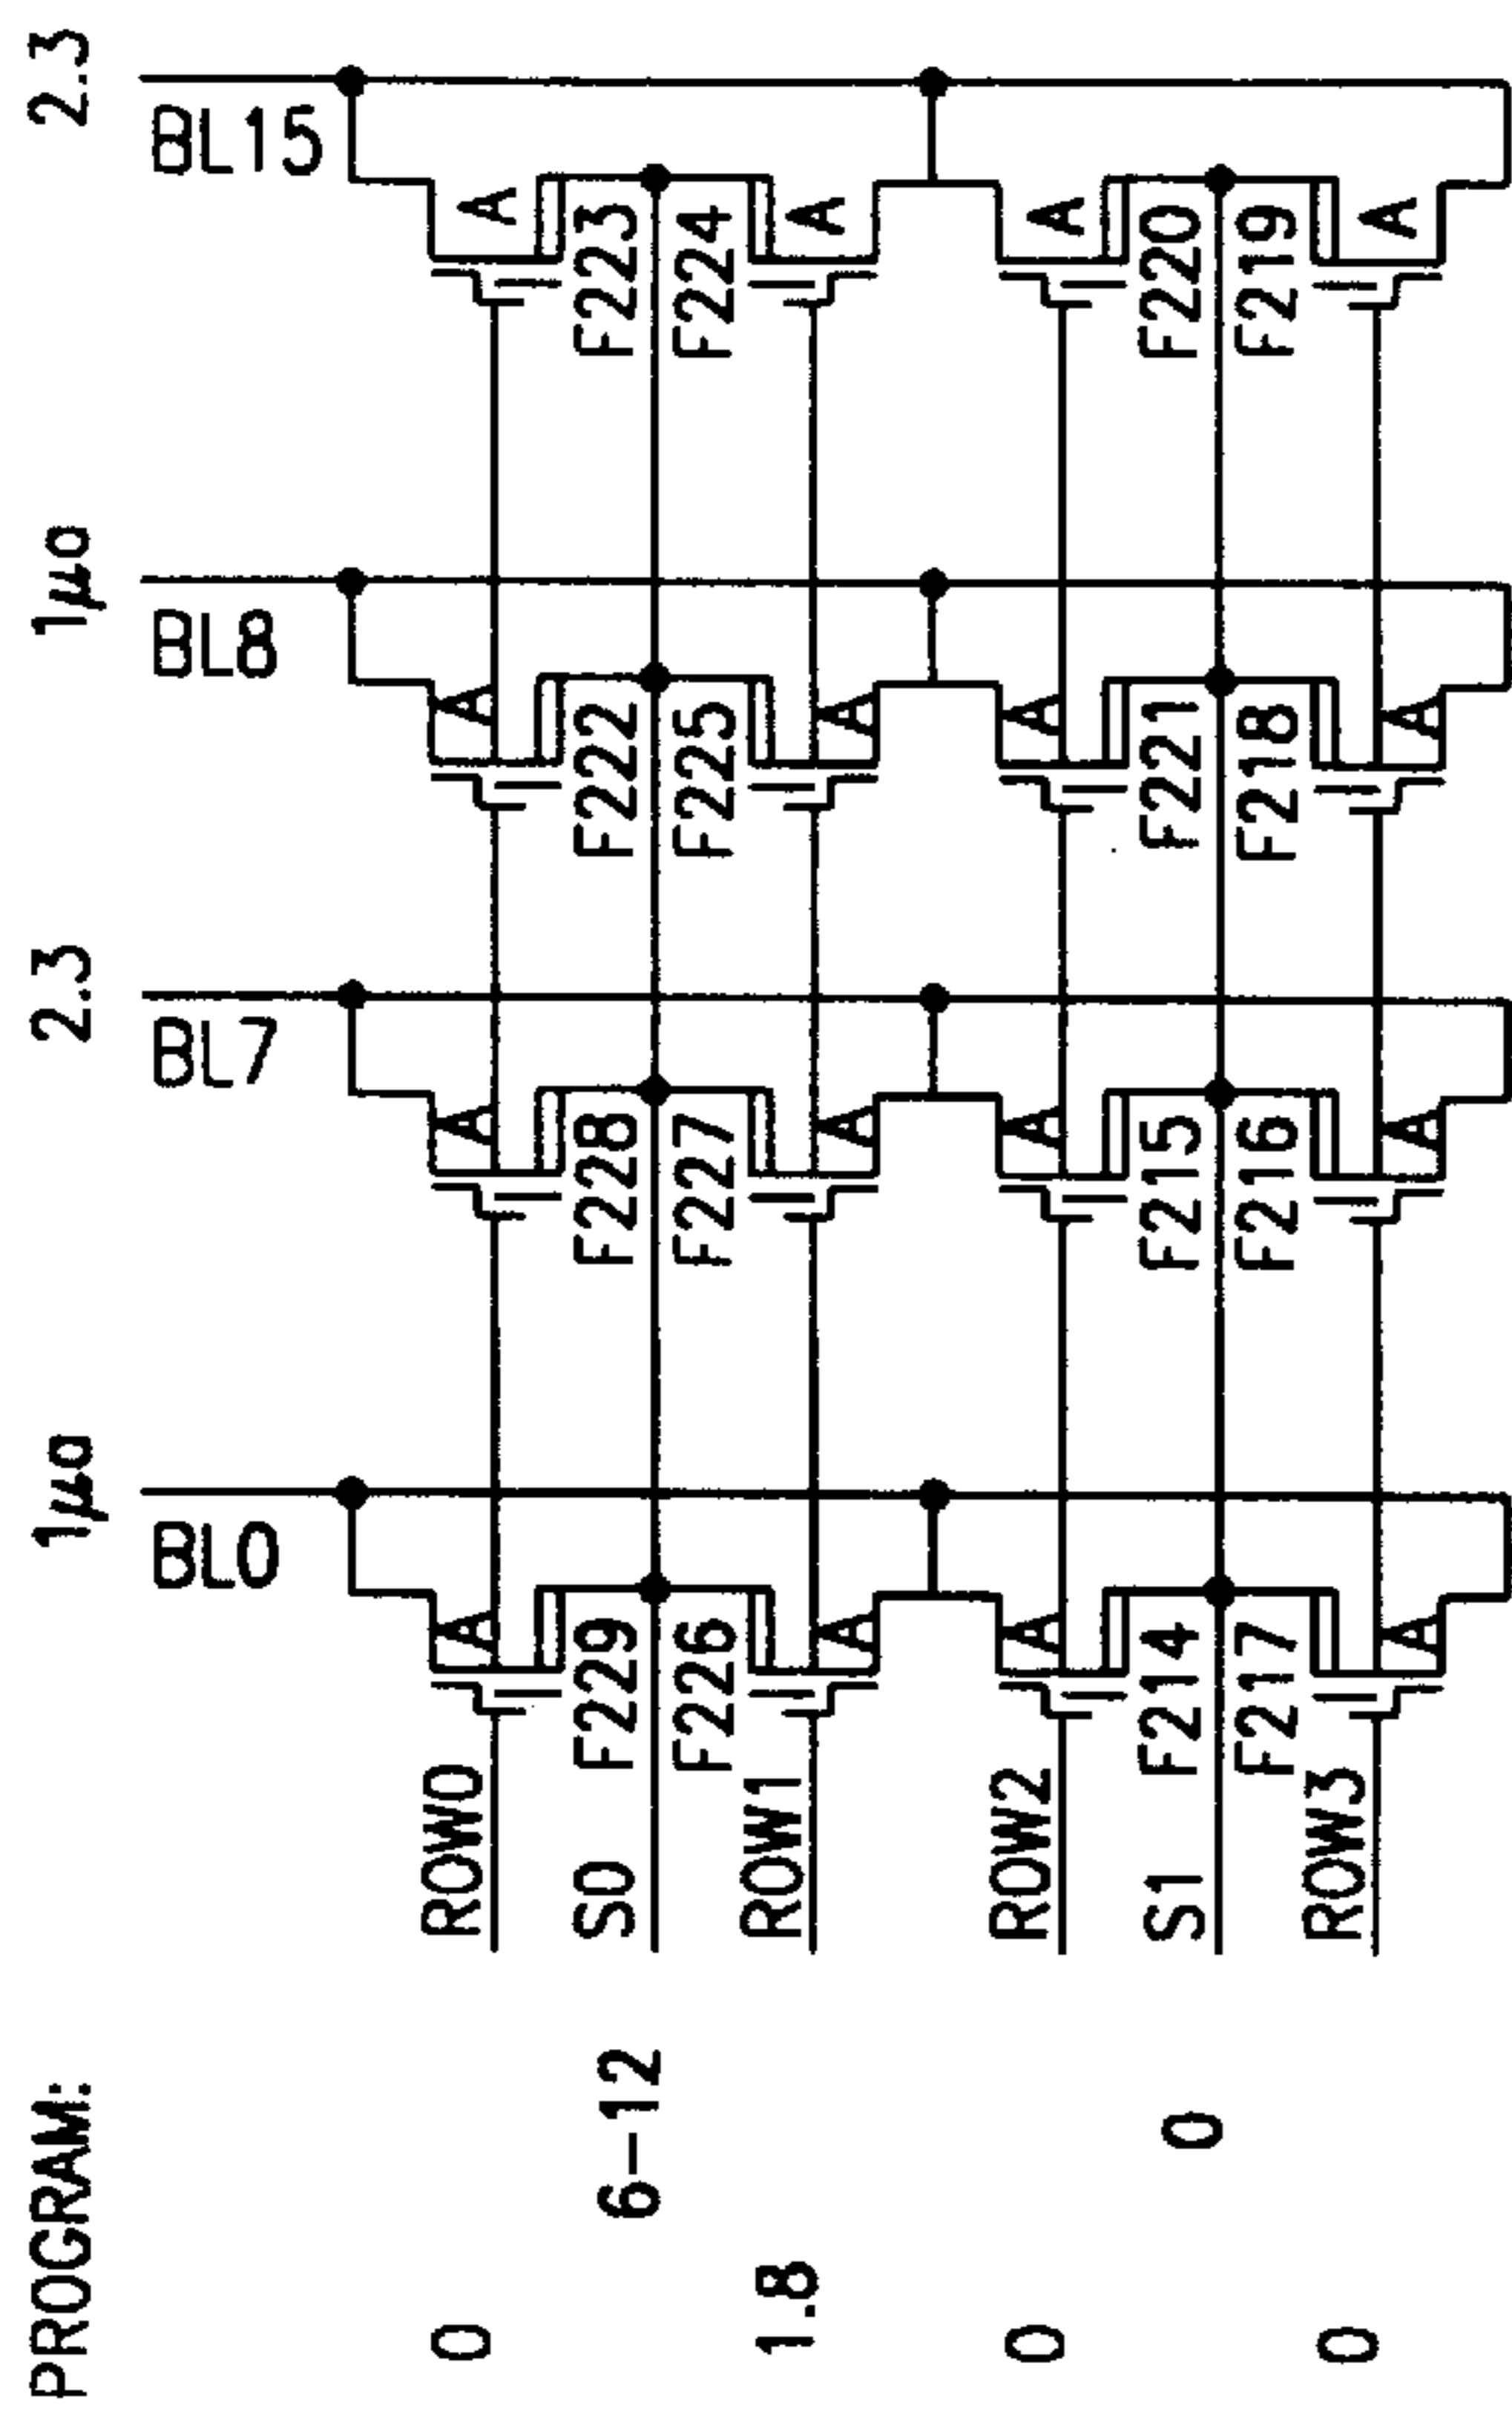 PROGRAM: 1μa 2.3 1μa 2.3
BL0 BL7 BL8 BL15
A A A A
0 ROW0
6-12 S0 F229 F228 F222 F223
F226 F227 F225 F224
1.8 ROW1 A A A A
0 ROW2 A A A A
0 S1 F214 F215 F221 F220
F217 F216 F218 F219
0 ROW3 A A A A